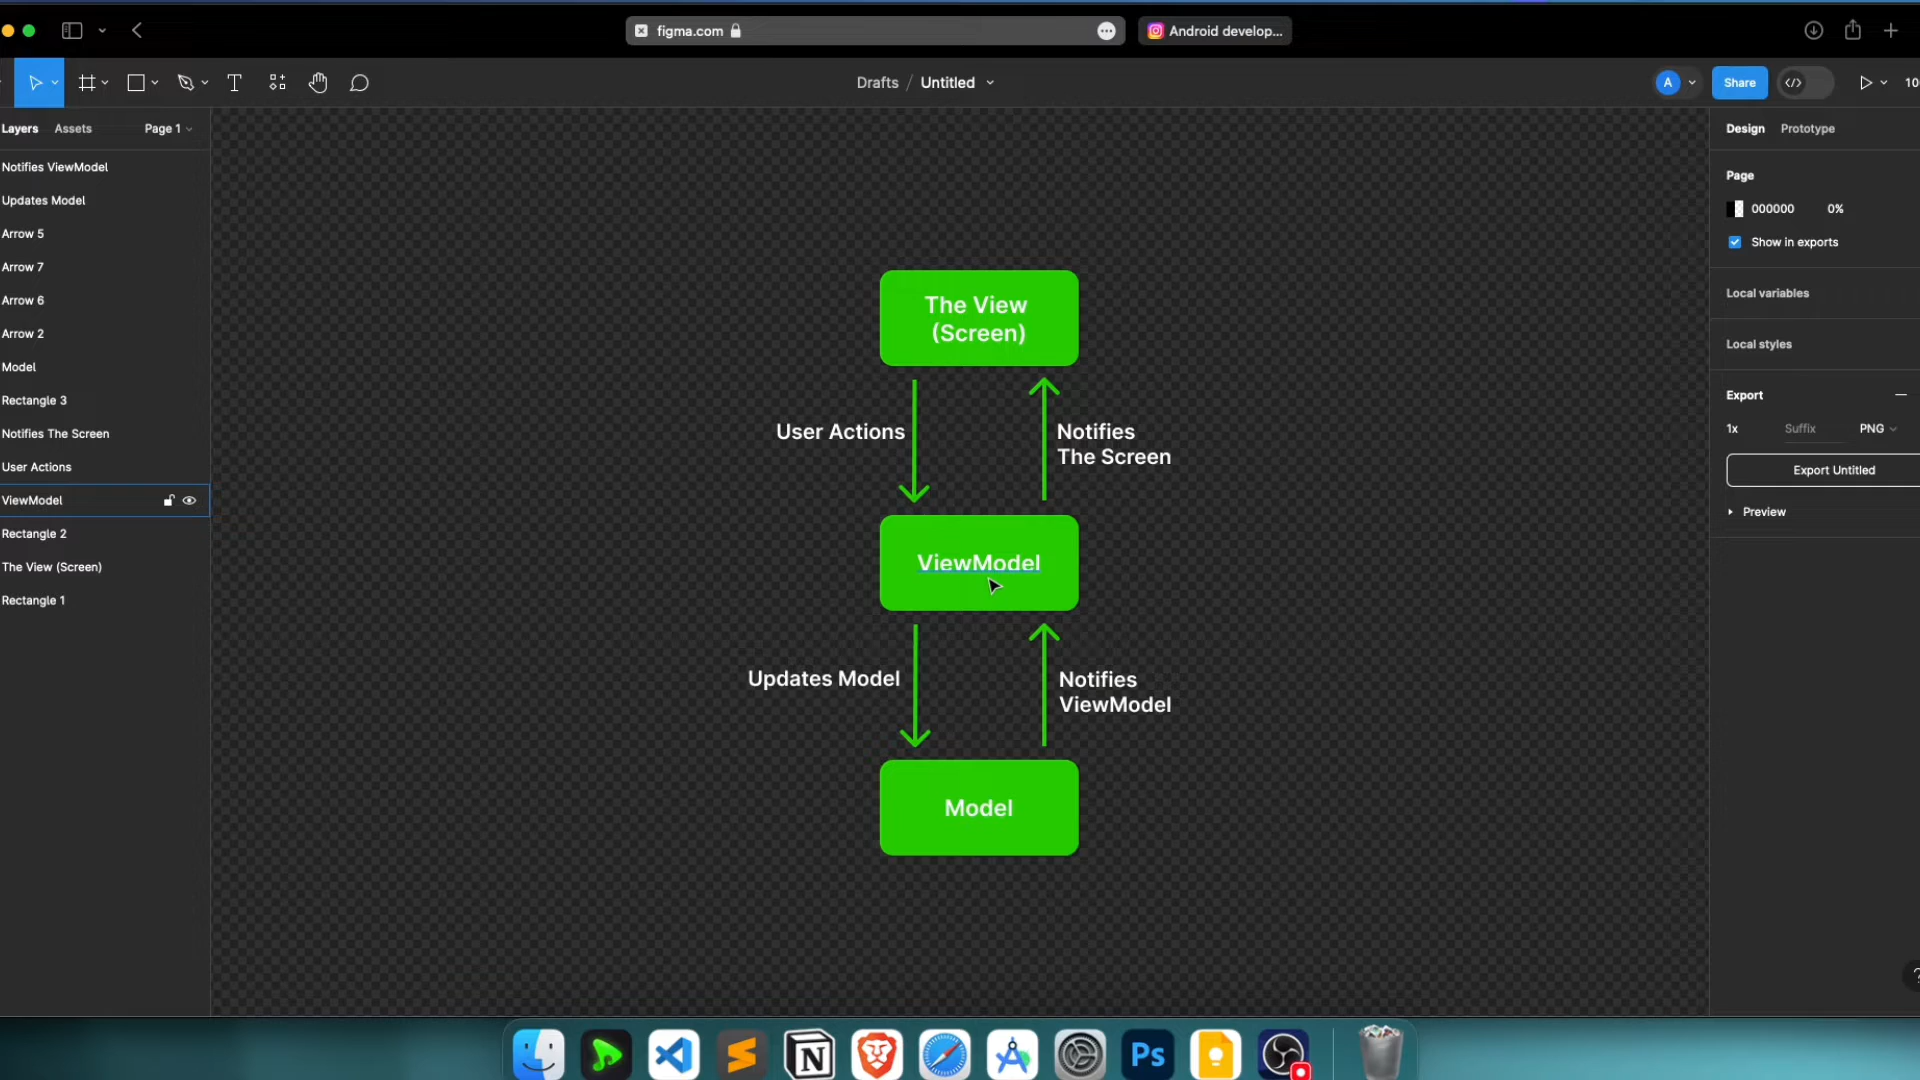 figma.com
Android develop...
Drafts / Untitled
A
Share
10
Layers
Assets
Page 1
Design
Prototype
Notifies ViewModel
Updates Model
Arrow 5
Arrow 7
Arrow 6
Arrow 2
Model
Rectangle 3
Notifies The Screen
User Actions
ViewModel
Rectangle 2
The View (Screen)
Rectangle 1
The View
(Screen)
User Actions
Notifies
The Screen
ViewModel
Updates Model
Notifies
ViewModel
Model
Page
000000
0%
Show in exports
Local variables
Local styles
Export
1x
Suffix
PNG
Export Untitled
Preview
?
N
Ps